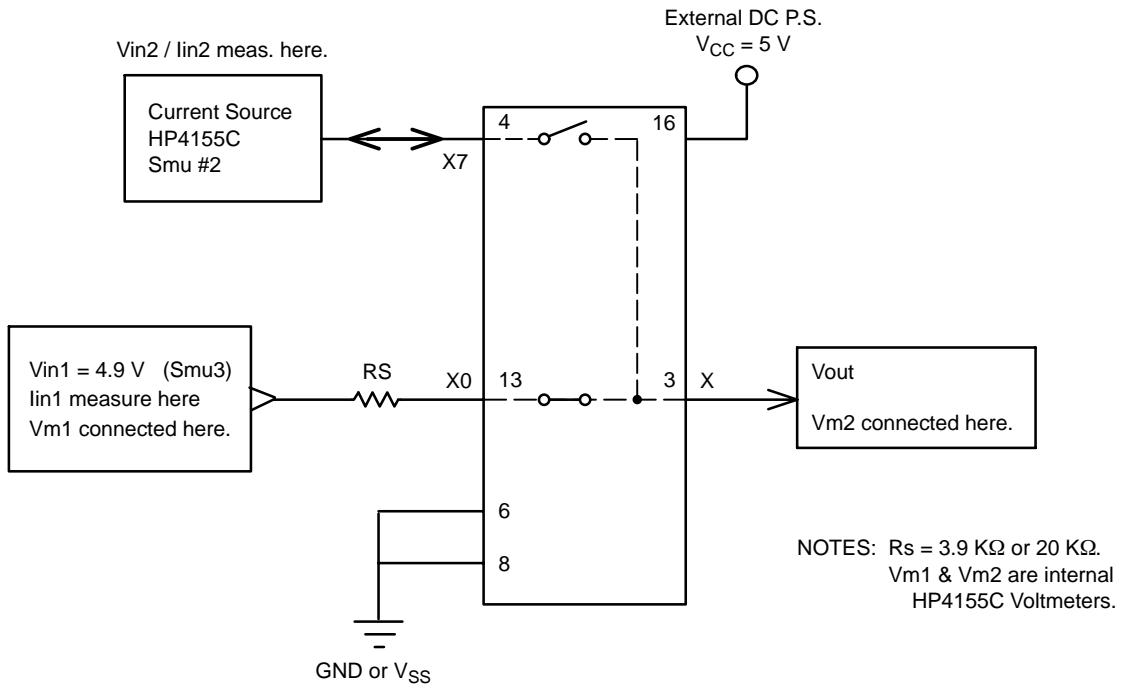 External DC P.S.
V_CC = 5 V
Vin2 / Iin2 meas. here.
Current Source
HP4155C
Smu #2
4
16
X7
Vin1 = 4.9 V (Smu3)
Iin1 measure here
Vm1 connected here.
RS
X0
13
3
X
Vout
Vm2 connected here.
6
8
NOTES: Rs = 3.9 KΩ or 20 KΩ.
Vm1 & Vm2 are internal
HP4155C Voltmeters.
GND or V_SS